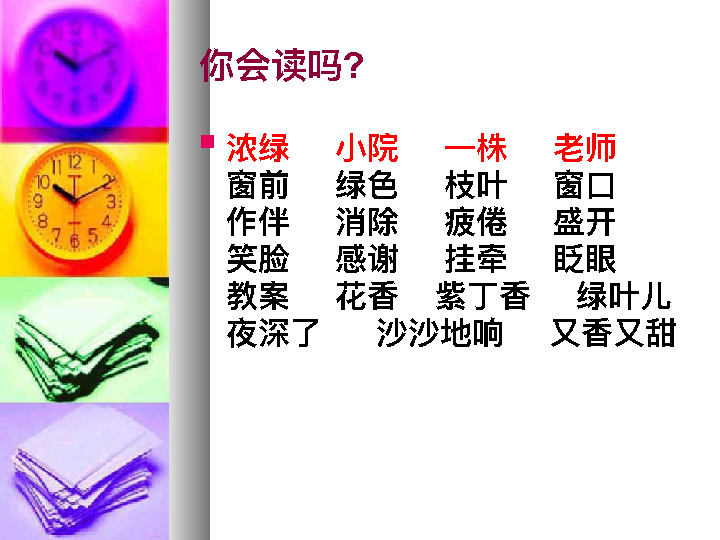 你会读吗?
浓绿 小院 一株 老师
窗前 绿色 枝叶 窗口
作伴 消除 疲倦 盛开
笑脸 感谢 挂牵 眨眼
教案 花香 紫丁香 绿叶儿
夜深了 沙沙地响 又香又甜